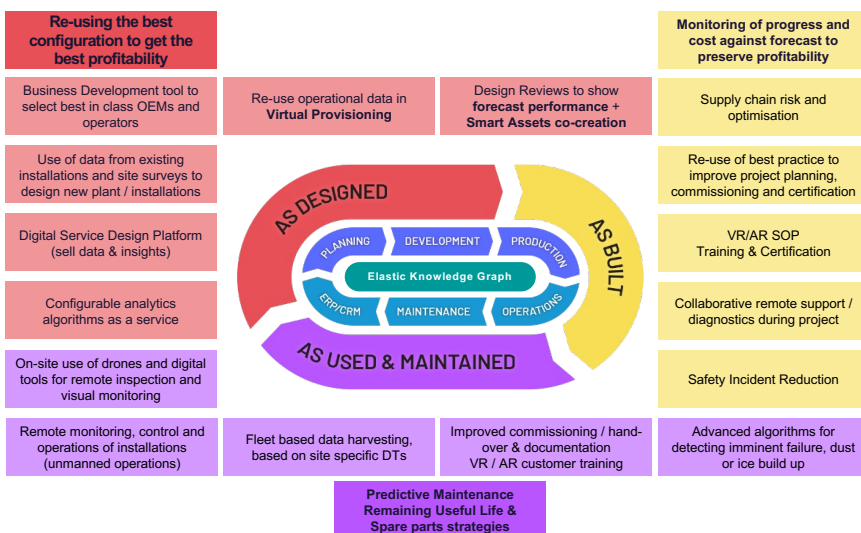 Re-using the best
configuration to get the
best profitability
Monitoring of progress and
cost against forecast to
preserve profitability
Business Development tool to
select best in class OEMs and
operators
Re-use operational data in
Virtual Provisioning
Design Reviews to show
forecast performance +
Smart Assets co-creation
Supply chain risk and
optimisation
Use of data from existing
installations and site surveys to
design new plant / installations
Re-use of best practice to
improve project planning,
commissioning and certification
Digital Service Design Platform
(sell data & insights)
VR/AR SOP
Training & Certification
Configurable analytics
algorithms as a service
Collaborative remote support /
diagnostics during project
On-site use of drones and digital
tools for remote inspection and
visual monitoring
Safety Incident Reduction
AS DESIGNED
AS BUILT
AS USED & MAINTAINED
PLANNING
DEVELOPMENT
PRODUCTION
Elastic Knowledge Graph
ERP/CRM
MAINTENANCE
OPERATIONS
Remote monitoring, control and
operations of installations
(unmanned operations)
Fleet based data harvesting,
based on site specific DTs
Improved commissioning / hand-
over & documentation
VR / AR customer training
Advanced algorithms for
detecting imminent failure, dust
or ice build up
Predictive Maintenance
Remaining Useful Life &
Spare parts strategies